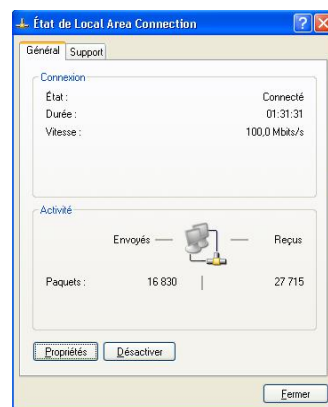 État de Local Area Connection
Général Support
Connexion
État : Connecté
Durée : 01:31:31
Vitesse : 100,0 Mbits/s
Activité
Envoyés Reçus
Paquets : 16 830 27 715
Propriétés Désactiver
Fermer